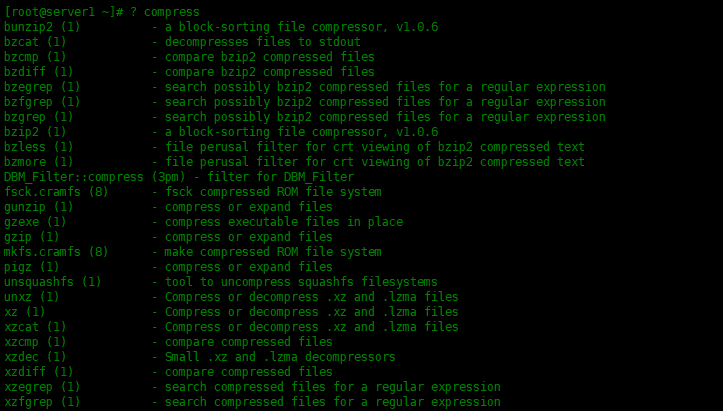 [root@server1 ~]# ? compress
bunzip2 (1)          - a block-sorting file compressor, v1.0.6
bzcat (1)            - decompresses files to stdout
bzcmp (1)            - compare bzip2 compressed files
bzdiff (1)           - compare bzip2 compressed files
bzegrep (1)          - search possibly bzip2 compressed files for a regular expression
bzfgrep (1)          - search possibly bzip2 compressed files for a regular expression
bzgrep (1)           - search possibly bzip2 compressed files for a regular expression
bzip2 (1)            - a block-sorting file compressor, v1.0.6
bzless (1)           - file perusal filter for crt viewing of bzip2 compressed text
bzmore (1)           - file perusal filter for crt viewing of bzip2 compressed text
DBM_Filter::compress (3pm) - filter for DBM_Filter
fsck.cramfs (8)      - fsck compressed ROM file system
gunzip (1)           - compress or expand files
gzexe (1)            - compress executable files in place
gzip (1)             - compress or expand files
mkfs.cramfs (8)      - make compressed ROM file system
pigz (1)             - compress or expand files
unsquashfs (1)       - tool to uncompress squashfs filesystems
unxz (1)             - Compress or decompress .xz and .lzma files
xz (1)               - Compress or decompress .xz and .lzma files
xzcat (1)            - Compress or decompress .xz and .lzma files
xzcmp (1)            - compare compressed files
xzdec (1)            - Small .xz and .lzma decompressors
xzdiff (1)           - compare compressed files
xzegrep (1)          - search compressed files for a regular expression
xzfgrep (1)          - search compressed files for a regular expression